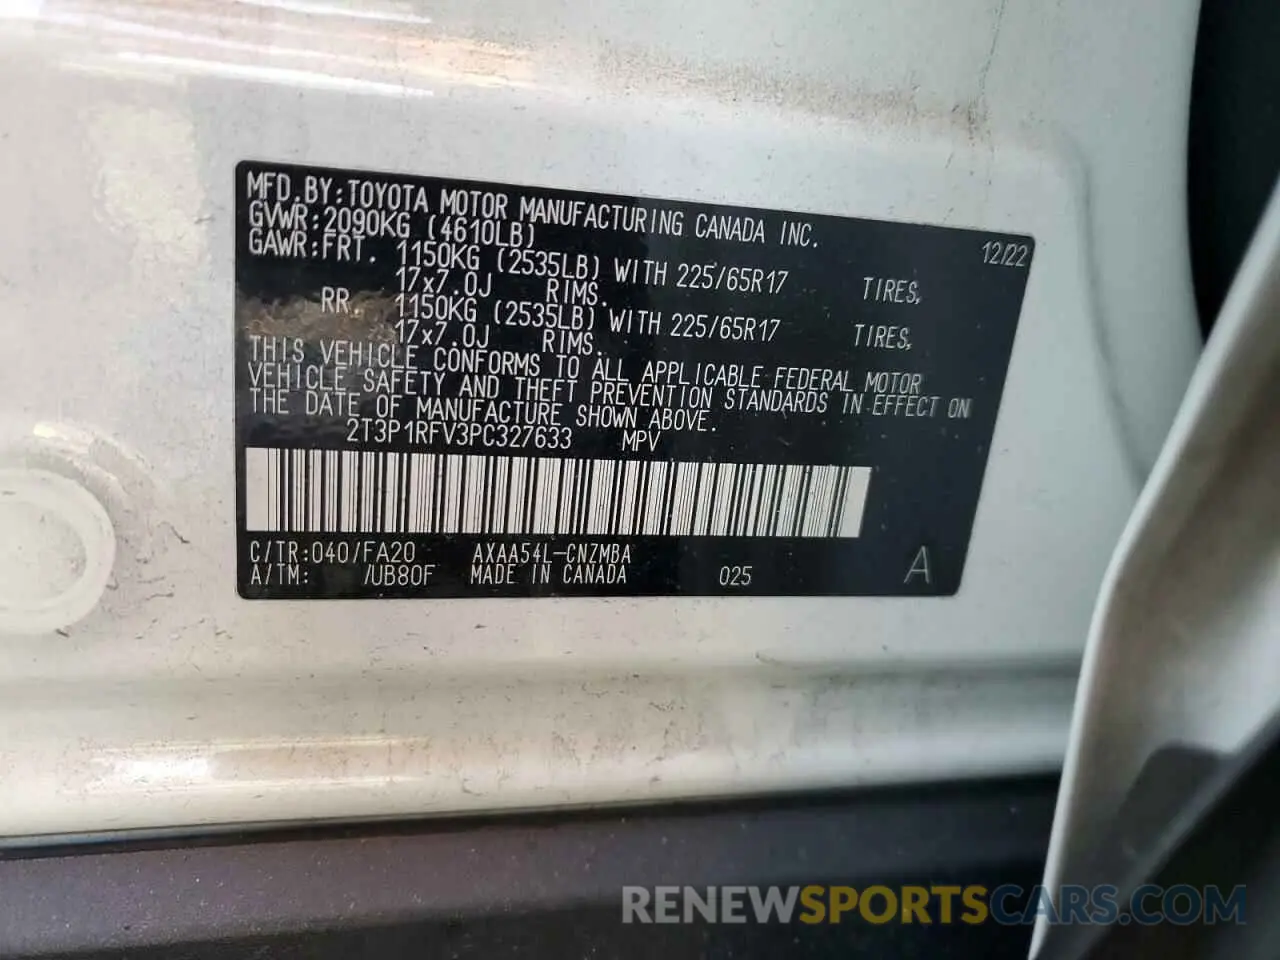 MFD.BY:TOYOTA MOTOR MANUFACTURING CANADA INC.
12/22
GVWR:2090KG (4610LB)
GAWR:FRT. 1150KG (2535LB) WITH 225/65R17 TIRES,
17x7.0J RIMS.
RR. 1150KG (2535LB) WITH 225/65R17 TIRES,
17x7.0J RIMS.
THIS VEHICLE CONFORMS TO ALL APPLICABLE FEDERAL MOTOR
VEHICLE SAFETY AND THEFT PREVENTION STANDARDS IN EFFECT ON
THE DATE OF MANUFACTURE SHOWN ABOVE.
2T3P1RFV3PC327633 MPV
C/TR:040/FA20 AXAA54L-CNZMBA
A/TM: /UB80F MADE IN CANADA 025 A
RENEWSPORTSCARS.COM